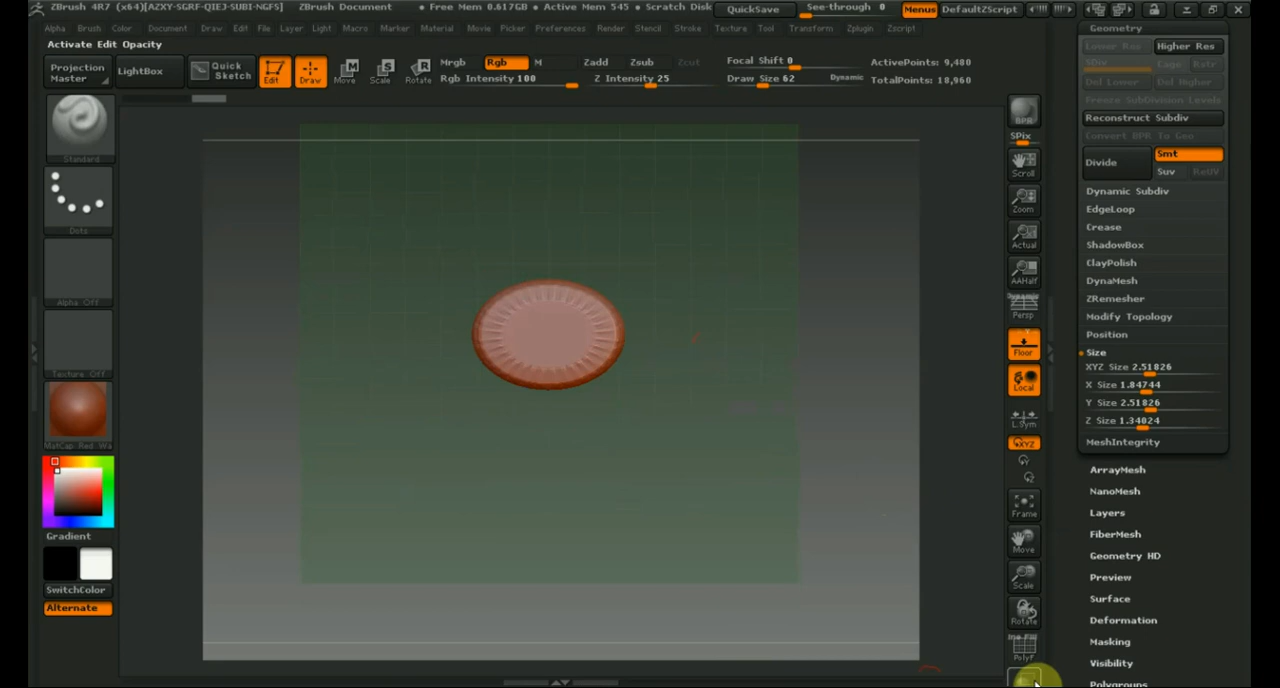 ZBrush 4R7 (x64)[AZXY-SGRF-QIEJ-SUBI-NGFS] ZBrush Document • Free Mem 0.617GB • Active Mem 545 • Scratch Disk QuickSave See-through 0 Menus DefaultZScript
Alpha Brush Color Document Draw Edit File Layer Light Macro Marker Material Movie Picker Preferences Render Stencil Stroke Texture Tool Transform Zplugin Zscript
Activate Edit Opacity
Projection Master
LightBox
Quick Sketch
Edit
Draw
Move
Scale
Rotate
Mrgb Rgb M
Rgb Intensity 100
Zadd Zsub
Z Intensity 25
Focal Shift 0
Draw Size 62 Dynamic
ActivePoints: 9,480
TotalPoints: 18,960
Standard
Dots
Alpha Off
Texture Off
MatCap Red Wa
Gradient
SwitchColor
Alternate
BPR
SPix
Scroll
Zoom
Actual
AAHalf
Dynamic
Persp
Floor
Local
L.Sym
XYZ
Frame
Move
Scale
Rotate
Line Fill
PolyF
Geometry
Lower Res Higher Res
SDiv Cage Rstr
Del Lower Del Higher
Freeze SubDivision Levels
Reconstruct Subdiv
Convert BPR To Geo
Divide Smt
Suv ReUV
Dynamic Subdiv
EdgeLoop
Crease
ShadowBox
ClayPolish
DynaMesh
ZRemesher
Modify Topology
Position
Size
XYZ Size 2.51826
X Size 1.84744
Y Size 2.51826
Z Size 1.34024
MeshIntegrity
ArrayMesh
NanoMesh
Layers
FiberMesh
Geometry HD
Preview
Surface
Deformation
Masking
Visibility
Polygroups